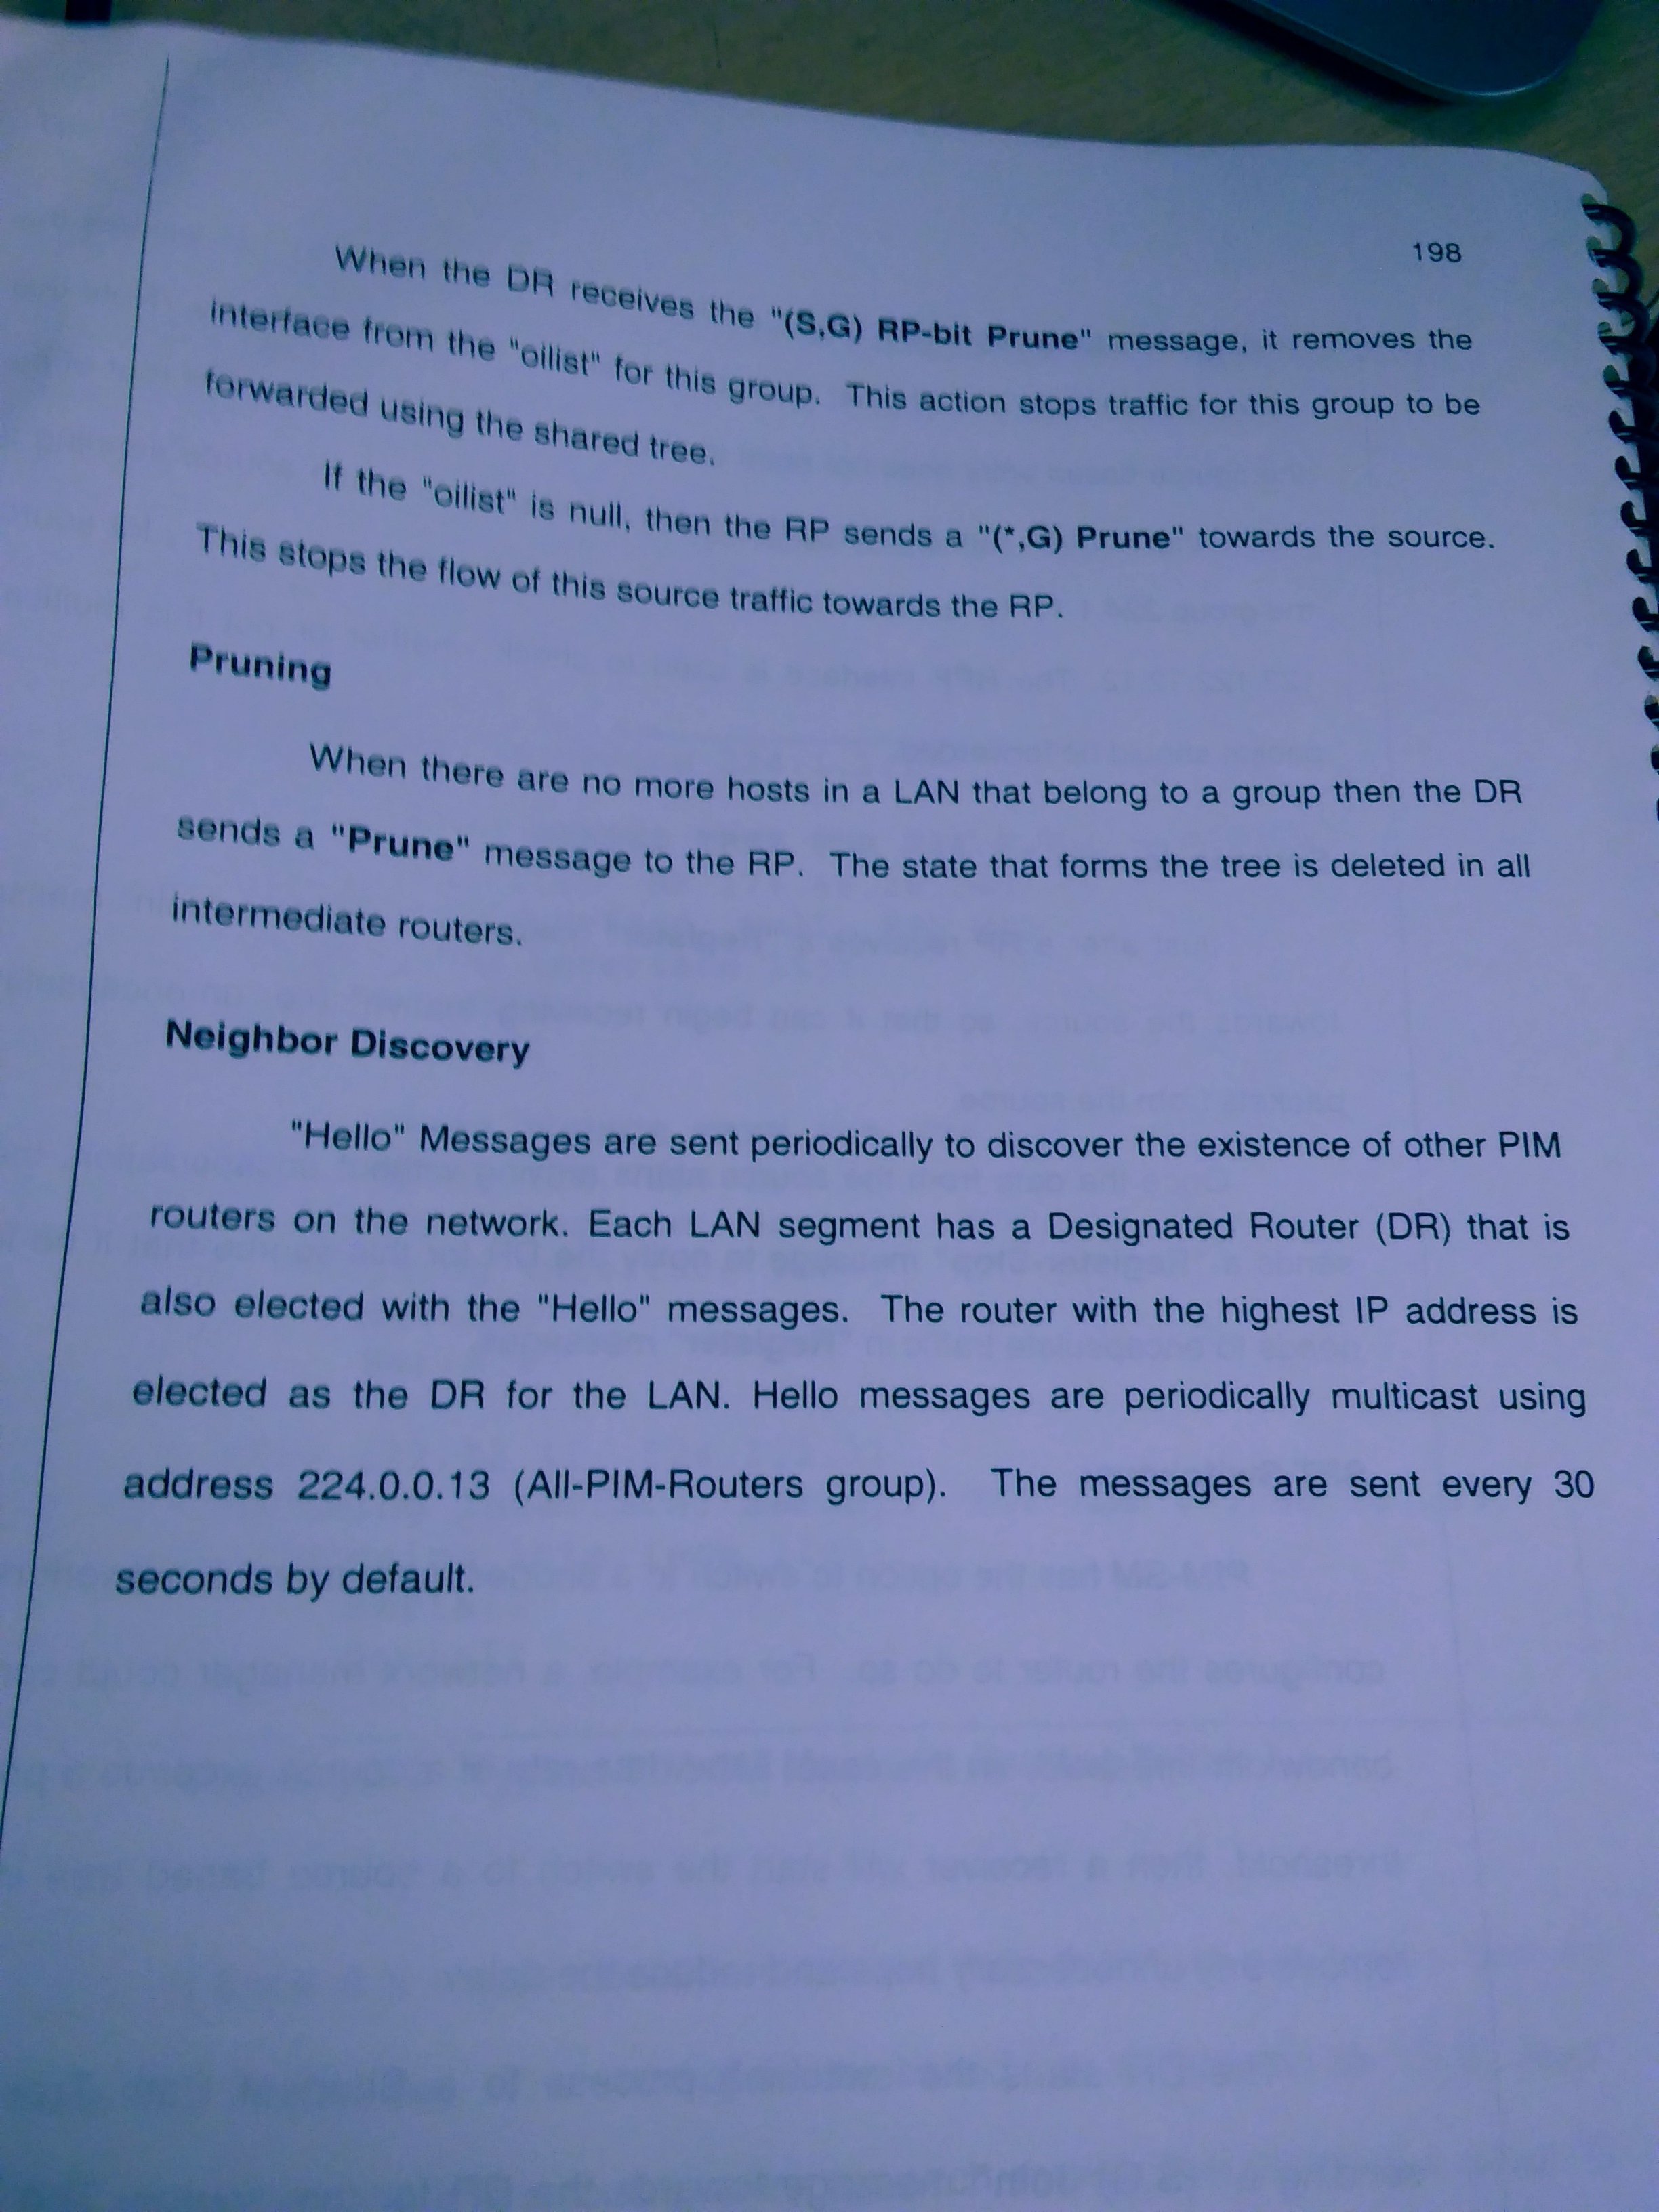 198
When the DR receives the "(S,G) RP-bit Prune" message, it removes the
interface from the "oilist" for this group. This action stops traffic for this group to be
forwarded using the shared tree.
If the "oilist" is null, then the RP sends a "(*,G) Prune" towards the source.
This stops the flow of this source traffic towards the RP.
Pruning
When there are no more hosts in a LAN that belong to a group then the DR
sends a "Prune" message to the RP. The state that forms the tree is deleted in all
intermediate routers.
Neighbor Discovery
"Hello" Messages are sent periodically to discover the existence of other PIM
routers on the network. Each LAN segment has a Designated Router (DR) that is
also elected with the "Hello" messages. The router with the highest IP address is
elected as the DR for the LAN. Hello messages are periodically multicast using
address 224.0.0.13 (All-PIM-Routers group). The messages are sent every 30
seconds by default.